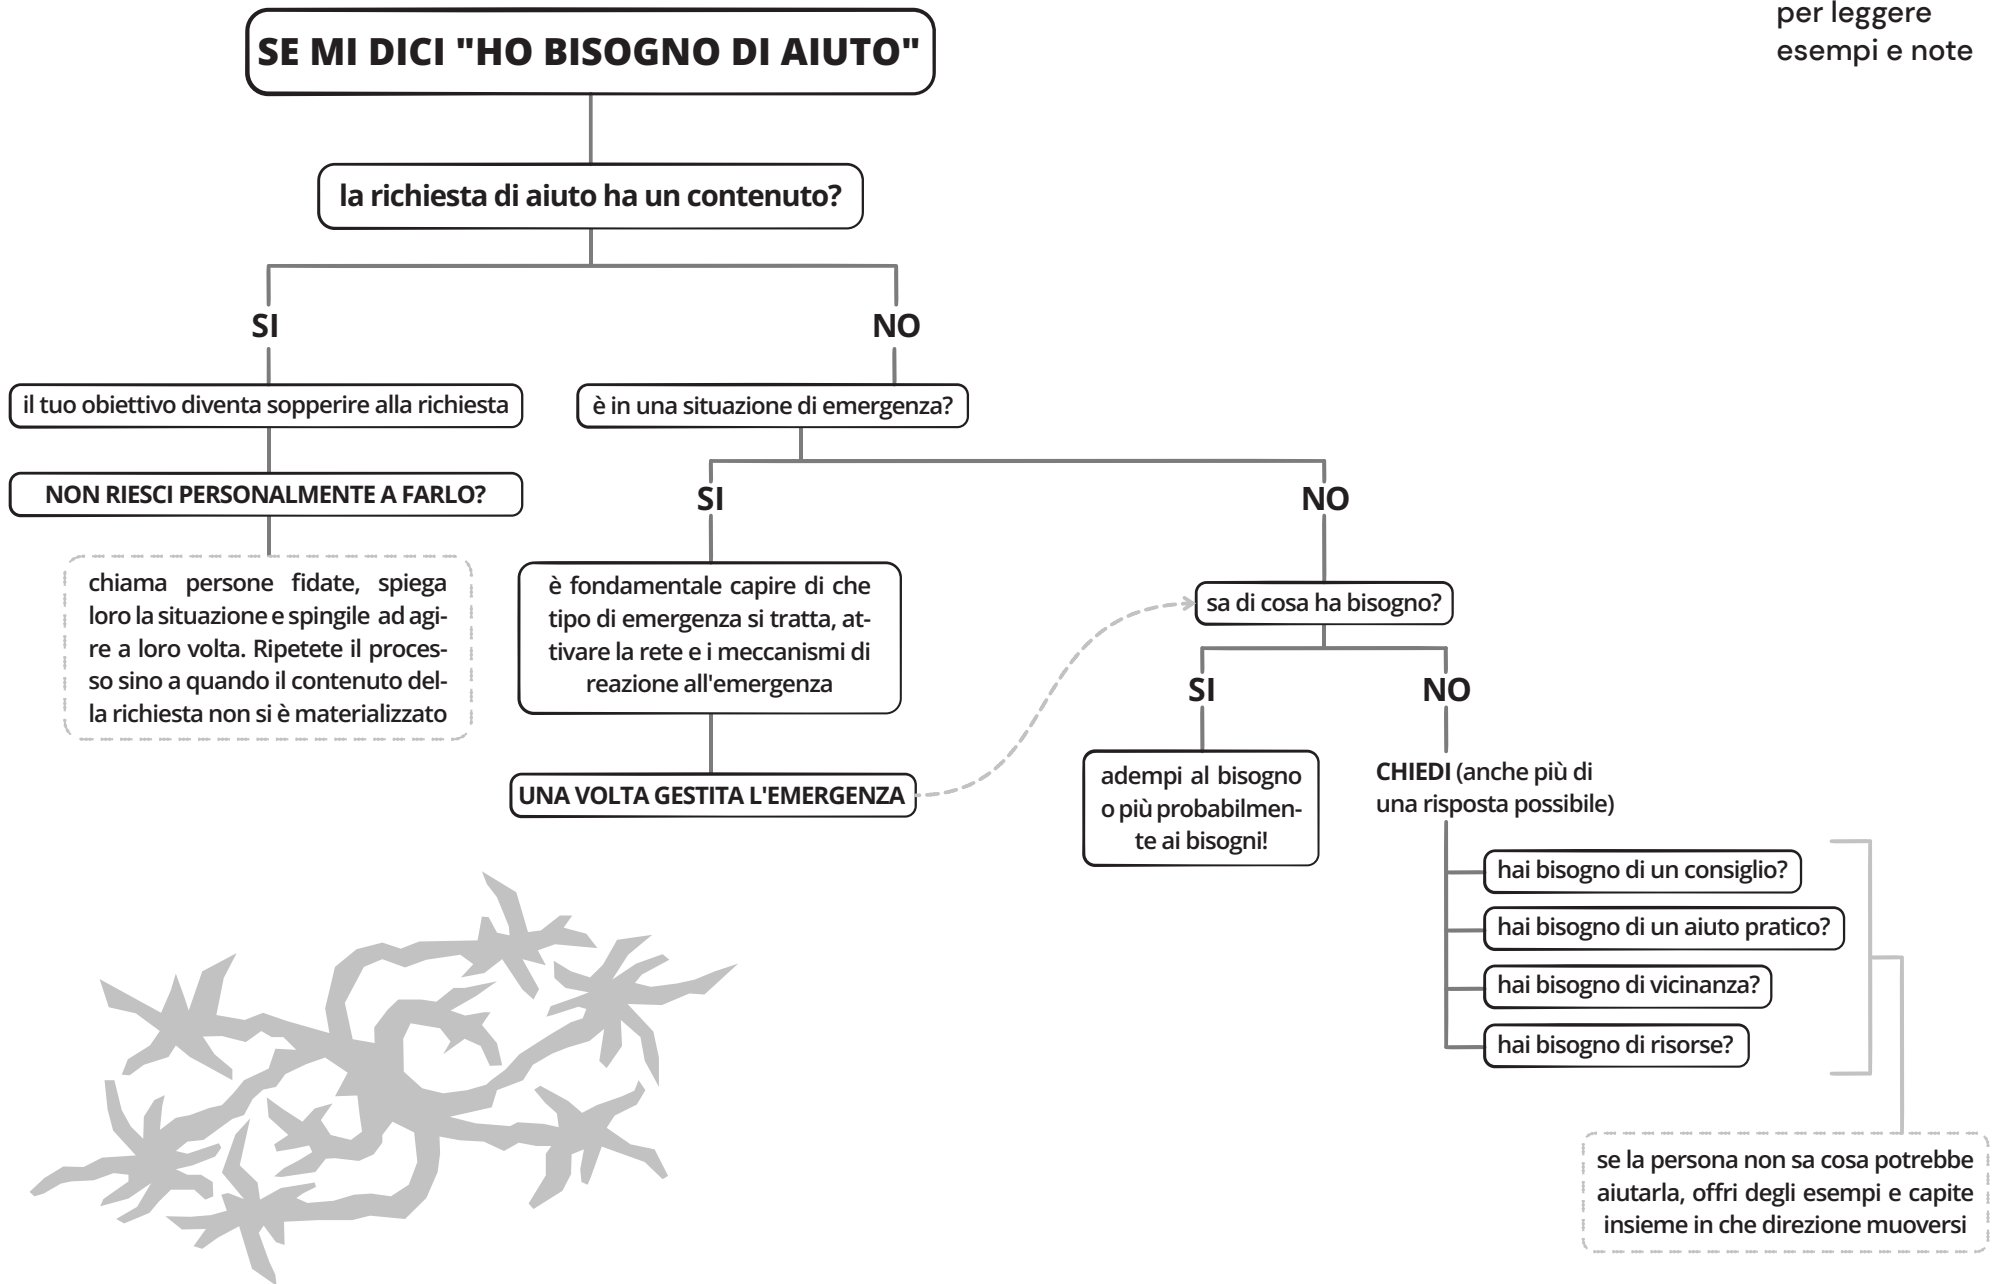 per leggere
esempi e note
SE MI DICI "HO BISOGNO DI AIUTO"
la richiesta di aiuto ha un contenuto?
SI
NO
il tuo obiettivo diventa sopperire alla richiesta
è in una situazione di emergenza?
NON RIESCI PERSONALMENTE A FARLO?
SI
NO
chiama persone fidate, spiega
loro la situazione e spingile ad agi-
re a loro volta. Ripetete il proces-
so sino a quando il contenuto del-
la richiesta non si è materializzato
è fondamentale capire di che
tipo di emergenza si tratta, at-
tivare la rete e i meccanismi di
reazione all'emergenza
sa di cosa ha bisogno?
SI
NO
UNA VOLTA GESTITA L'EMERGENZA
adempi al bisogno
o più probabilmen-
te ai bisogni!
CHIEDI (anche più di
una risposta possibile)
hai bisogno di un consiglio?
hai bisogno di un aiuto pratico?
hai bisogno di vicinanza?
hai bisogno di risorse?
se la persona non sa cosa potrebbe
aiutarla, offri degli esempi e capite
insieme in che direzione muoversi